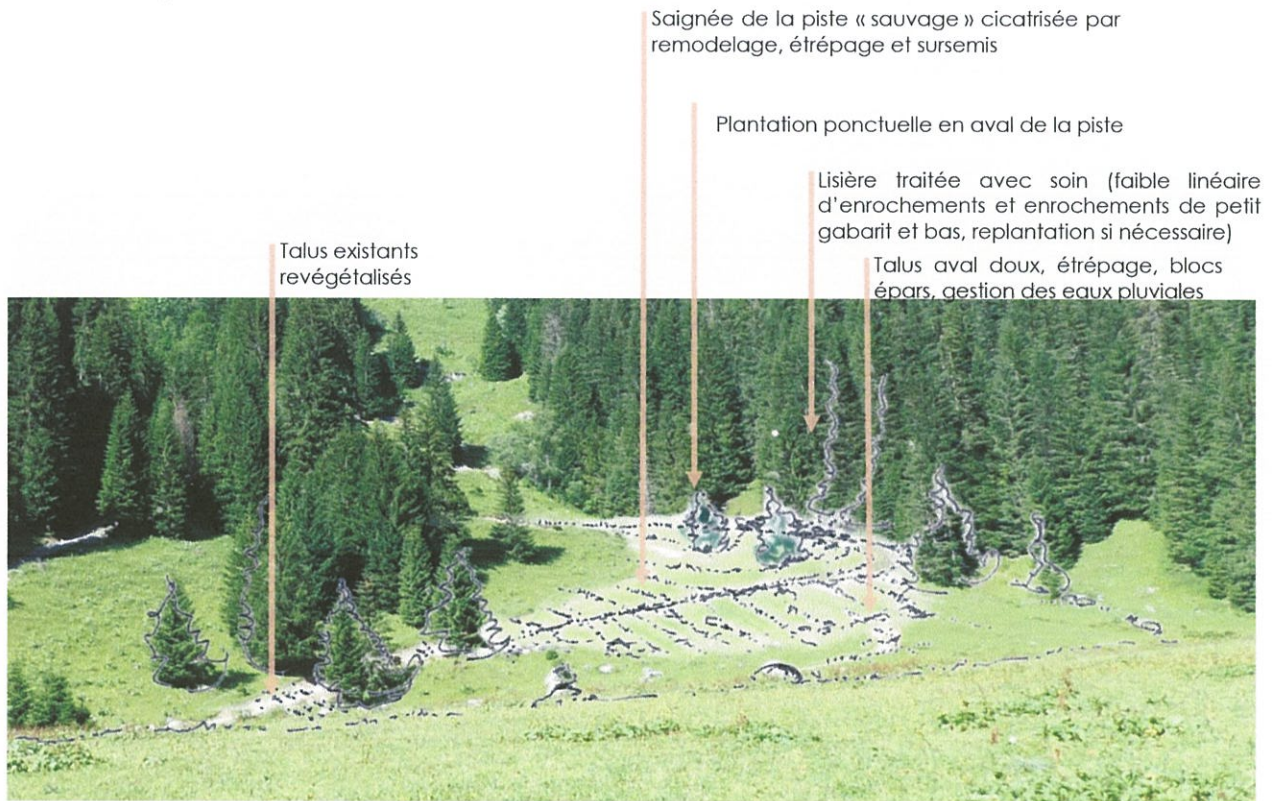 Saignée de la piste « sauvage » cicatrisée par
remodelage, étrépage et sursemis
Plantation ponctuelle en aval de la piste
Lisière traitée avec soin (faible linéaire
d'enrochements et enrochements de petit
gabarit et bas, replantation si nécessaire)
Talus existants
revégétalisés
Talus aval doux, étrépage, blocs
épars, gestion des eaux pluviales